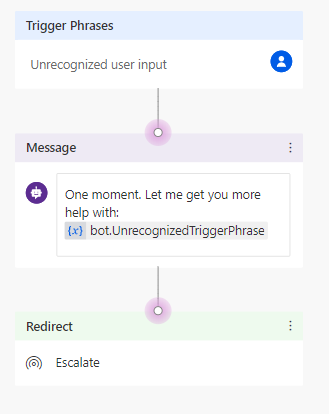 Trigger Phrases
Unrecognized user input
Message
One moment. Let me get you more
help with:
{x} bot.UnrecognizedTriggerPhrase
Redirect
Escalate